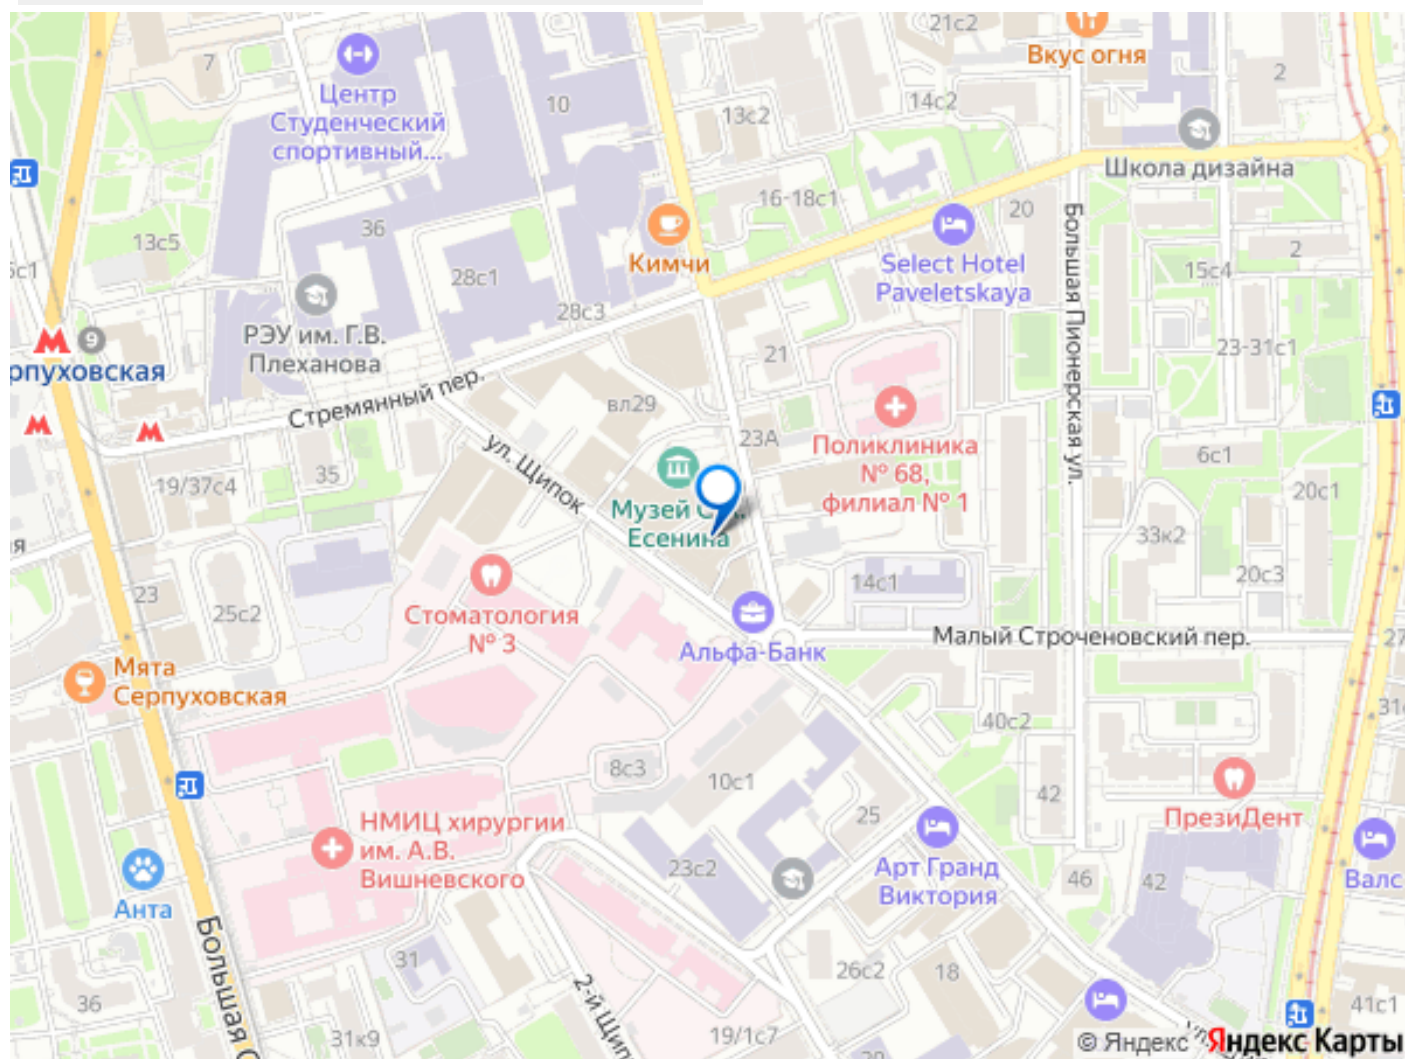 21с2
Вкус огня
7
2
Центр
Студенческий
спортивный...
10
14с2
13с2
Школа дизайна
16-18с1
20
36
13с5
Кимчи
2
Select Hotel
Paveletskaya
15с4
28с1
28с3
Большая Пионерская ул.
9
РЭУ им. Г.В.
Плеханова
21
23-31с1
рпуховская
Стремянный пер.
вл29
23А
Поликлиника
№ 68,
филиал № 1
ул. Щипок
6с1
35
19/37с4
20с1
Музей С.А.
Есенина
33к2
я
20с3
14с1
23
25с2
Стоматология
№ 3
Малый Строченовский пер.
27
Альфа-Банк
Мята
Серпуховская
40с2
8с3
10с1
42
25
ПрезиДент
НМИЦ хирургии
им. А.В.
Вишневского
23с2
Арт Гранд
Виктория
46
42
Валс
Анта
Большая С
31
26с2
18
36
2-й Щип
41с1
31к9
19/1с7
© Яндекс
Яндекс Карты